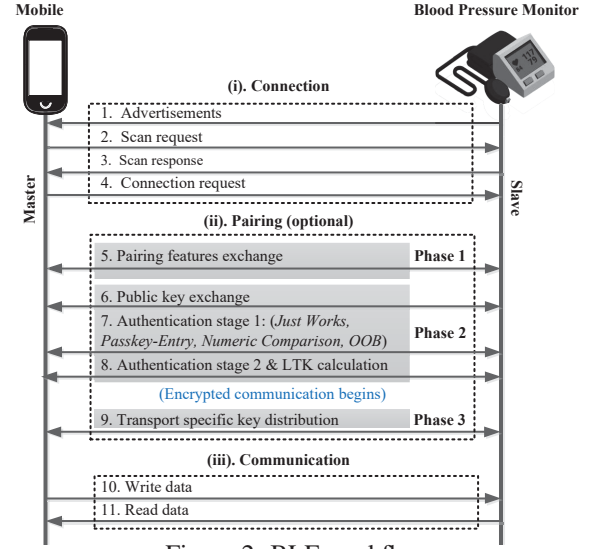 Mobile
Blood Pressure Monitor
(i). Connection
1. Advertisements
2. Scan request
3. Scan response
4. Connection request
Master
Slave
(ii). Pairing (optional)
5. Pairing features exchange
Phase 1
6. Public key exchange
7. Authentication stage 1: (Just Works,
Passkey-Entry, Numeric Comparison, OOB)
Phase 2
8. Authentication stage 2 & LTK calculation
(Encrypted communication begins)
9. Transport specific key distribution
Phase 3
(iii). Communication
10. Write data
11. Read data